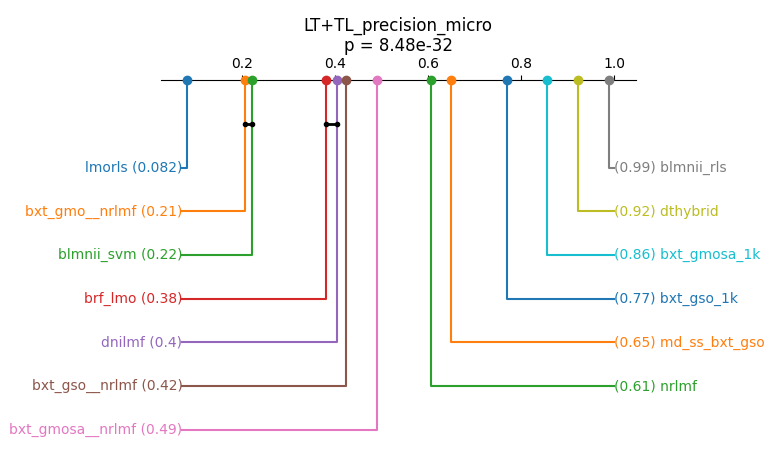 LT+TL_precision_micro
p = 8.48e-32
0.2 0.4 0.6 0.8 1.0
lmorls (0.082) (0.99) blmnii_rls
bxt_gmo__nrlmf (0.21) (0.92) dthybrid
blmnii_svm (0.22) (0.86) bxt_gmosa_1k
brf_lmo (0.38) (0.77) bxt_gso_1k
dnilmf (0.4) (0.65) md_ss_bxt_gso
bxt_gso__nrlmf (0.42) (0.61) nrlmf
bxt_gmosa__nrlmf (0.49)